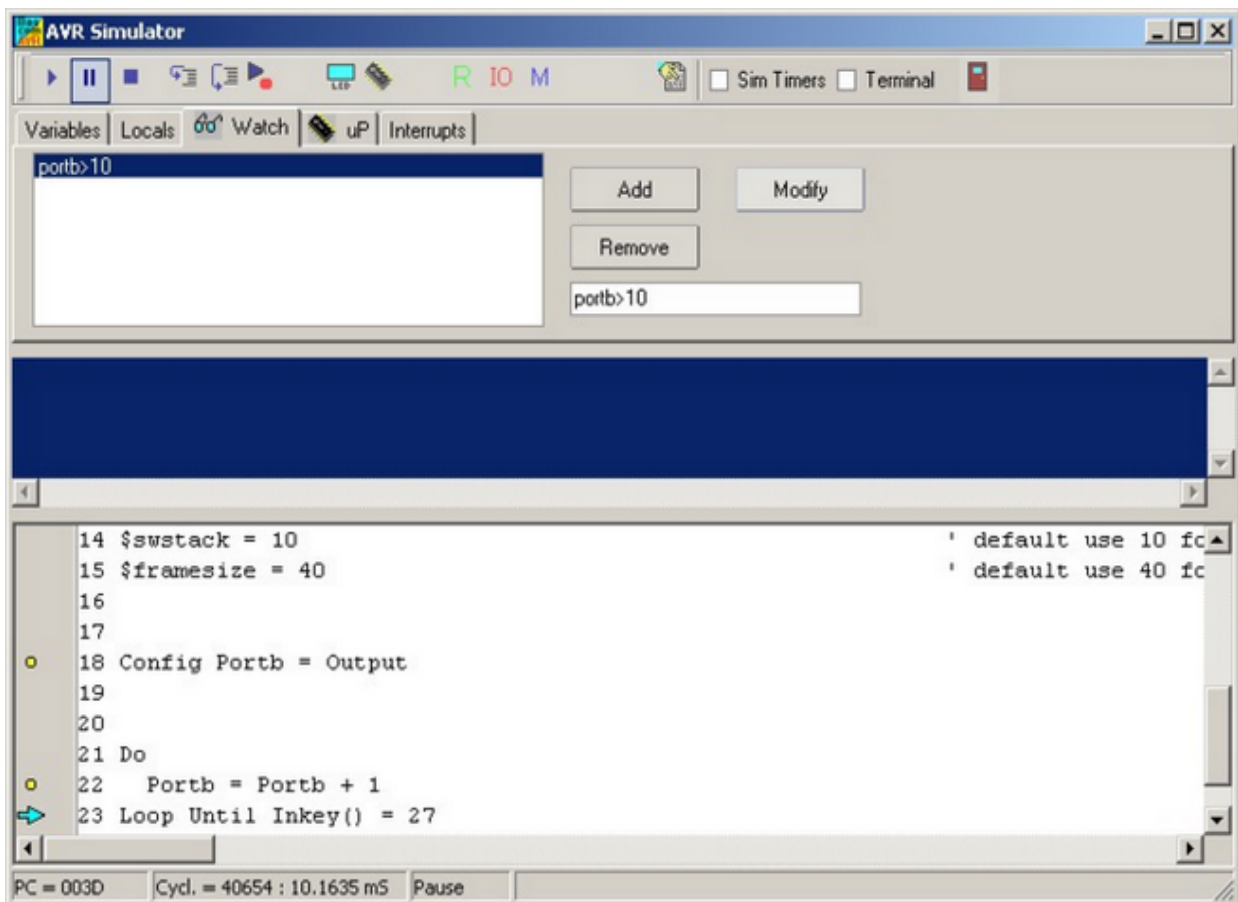 AVR Simulator
LCD R IO M Sim Timers Terminal
Variables Locals Watch uP Interrupts
portb>10
Add Modify
Remove
portb>10
14 $swstack = 10 ' default use 10 fo
15 $framesize = 40 ' default use 40 fo
16
17
18 Config Portb = Output
19
20
21 Do
22 Portb = Portb + 1
23 Loop Until Inkey() = 27
PC = 003D Cycl. = 40654 : 10.1635 mS Pause